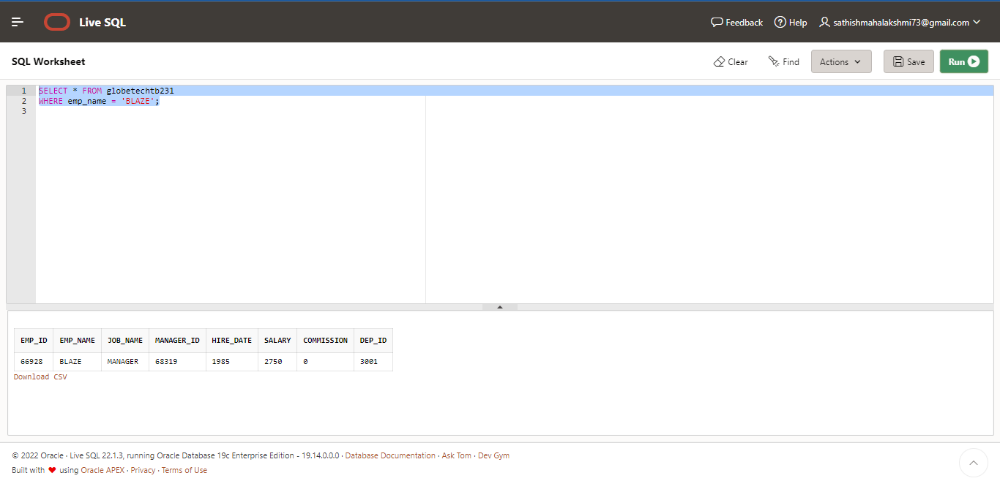 Live SQL Feedback Help sathishmahalakshmi73@gmail.com
SQL Worksheet Clear Find Actions Save Run
1 SELECT * FROM globetechtb231
2 WHERE emp_name = 'BLAZE';
3
EMP_ID EMP_NAME JOB_NAME MANAGER_ID HIRE_DATE SALARY COMMISSION DEP_ID
66928 BLAZE MANAGER 68319 1985 2750 0 3001
Download CSV
© 2022 Oracle · Live SQL 22.1.3, running Oracle Database 19c Enterprise Edition - 19.14.0.0.0 · Database Documentation · Ask Tom · Dev Gym
Built with ❤ using Oracle APEX · Privacy · Terms of Use